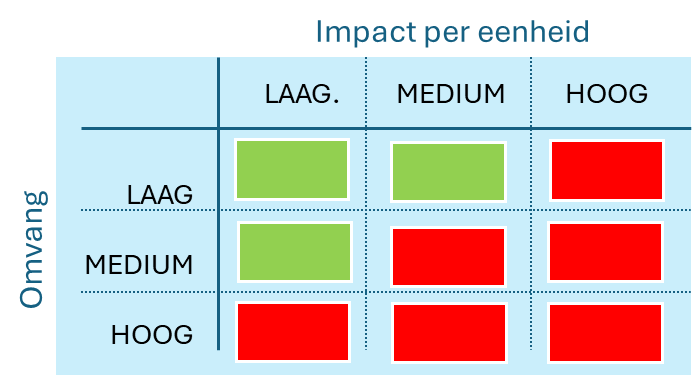 Impact per eenheid
LAAG. MEDIUM HOOG
Omvang
LAAG
MEDIUM
HOOG